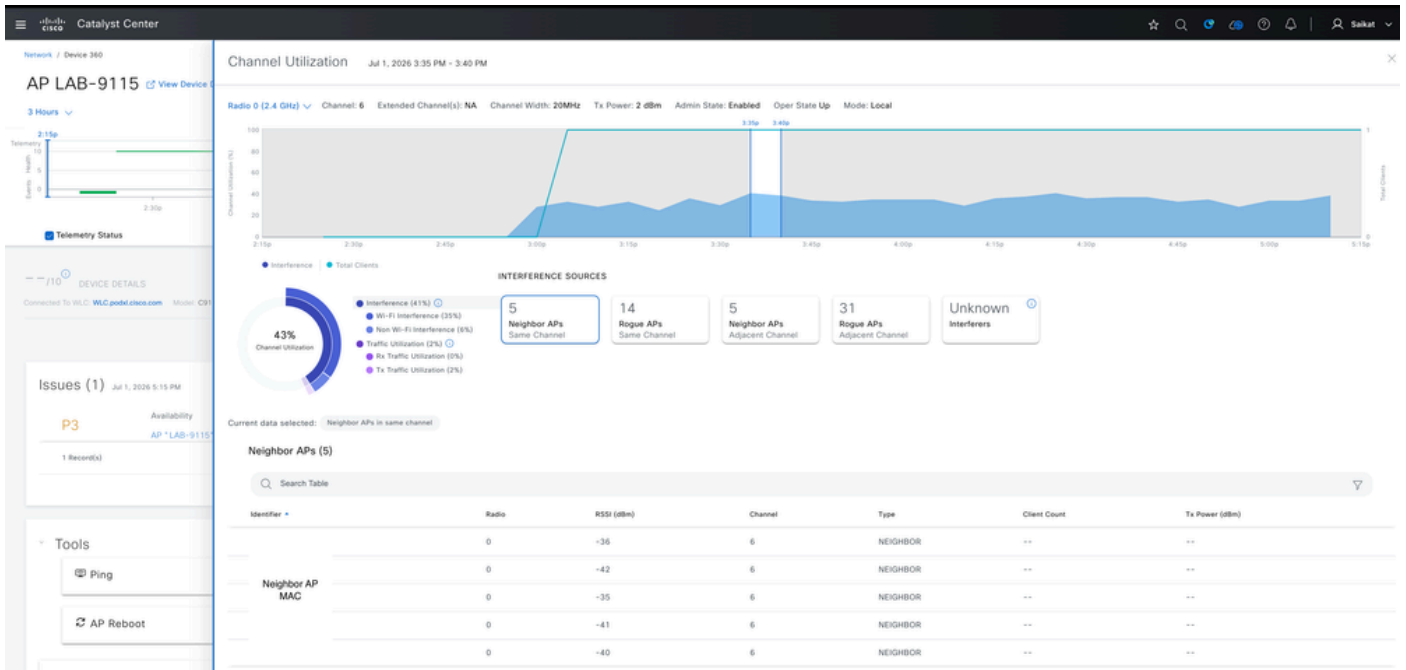 CISCO Catalyst Center
Saikat
Network / Device 360
AP LAB-9115 View Device
3 Hours
2:15p
Telemetry
10
Health
5
Events
0
2:30p
Telemetry Status
--/10 DEVICE DETAILS
Connected To WLC: WLC.podel.cisco.com Model: C91
Issues (1) Jul 1, 2026 5:15 PM
P3
Availability
AP "LAB-9115"
1 Record(s)
Tools
Ping
AP Reboot
Channel Utilization Jul 1, 2026 3:35 PM - 3:40 PM
Radio 0 (2.4 GHz) Channel: 6 Extended Channel(s): NA Channel Width: 20MHz Tx Power: 2 dBm Admin State: Enabled Oper State Up Mode: Local
3:35p 3:40p
Channel Utilization (%)
100
80
60
40
20
0
1
0
Total Clients
2:15p 2:30p 2:45p 3:00p 3:15p 3:30p 3:45p 4:00p 4:15p 4:30p 4:45p 5:00p 5:15p
Interference Total Clients
43%
Channel Utilization
Interference (41%)
Wi-Fi Interference (35%)
Non Wi-Fi Interference (6%)
Traffic Utilization (2%)
Rx Traffic Utilization (0%)
Tx Traffic Utilization (2%)
INTERFERENCE SOURCES
5
Neighbor APs
Same Channel
14
Rogue APs
Same Channel
5
Neighbor APs
Adjacent Channel
31
Rogue APs
Adjacent Channel
Unknown
Interferers
Current data selected: Neighbor APs in same channel
Neighbor APs (5)
Search Table
Identifier Radio RSSI (dBm) Channel Type Client Count Tx Power (dBm)
0 -36 6 NEIGHBOR -- --
0 -42 6 NEIGHBOR -- --
Neighbor AP
MAC
0 -35 6 NEIGHBOR -- --
0 -41 6 NEIGHBOR -- --
0 -40 6 NEIGHBOR -- --